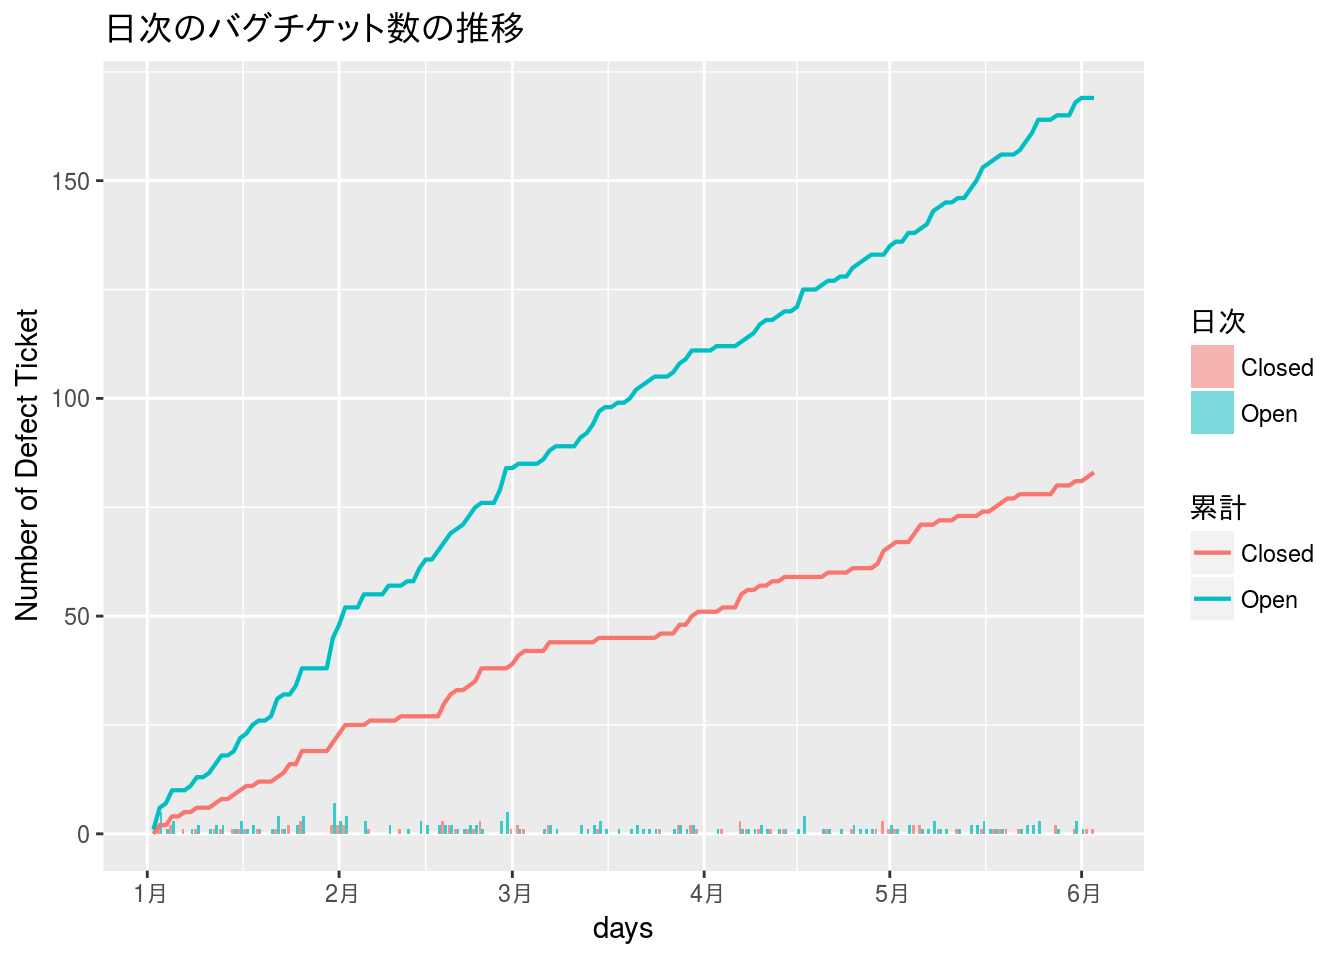 日次のバグチケット数の推移
Number of Defect Ticket
150
100
50
0
1月 2月 3月 4月 5月 6月
days
日次
Closed
Open
累計
Closed
Open